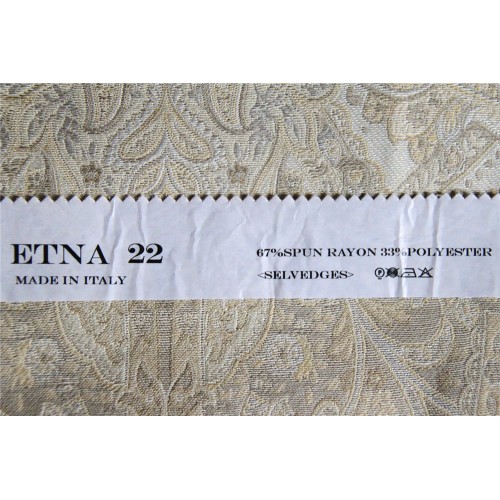 ETNA 22
MADE IN ITALY
67%SPUN RAYON 33%POLYESTER
<SELVEDGES>